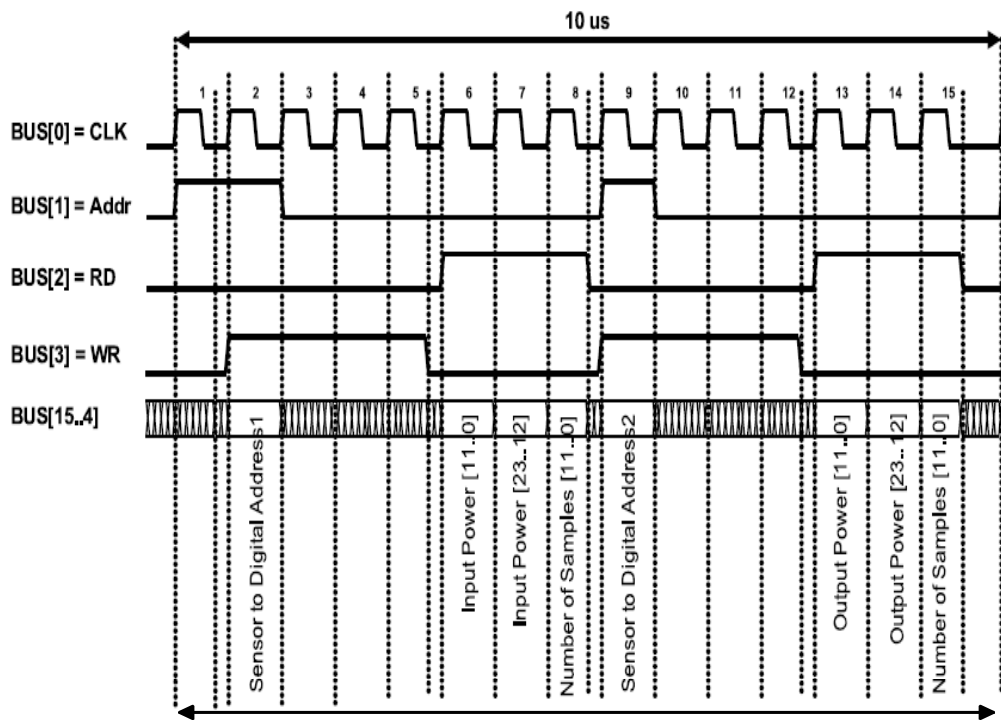 10 us
1 2 3 4 5 6 7 8 9 10 11 12 13 14 15
BUS[0] = CLK
BUS[1] = Addr
BUS[2] = RD
BUS[3] = WR
BUS[15..4]
Sensor to Digital Address1
Input Power [11..0]
Input Power [23..12]
Number of Samples [11..0]
Sensor to Digital Address2
Output Power [11..0]
Output Power [23..12]
Number of Samples [11..0]